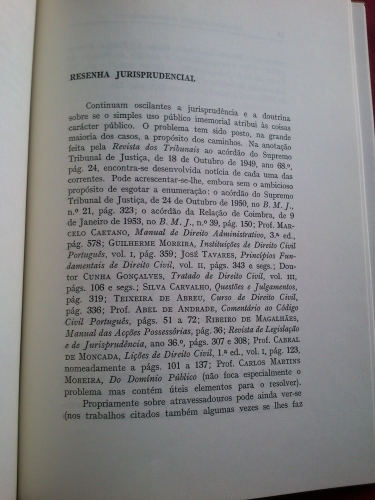 RESENHA JURISPRUDENCIAL
Continuam oscilantes a jurisprudência e a doutrina
sobre se o simples uso público imemorial atribui às coisas
carácter público. O problema tem sido posto, na grande
maioria dos casos, a propósito dos caminhos. Na anotação
feita pela Revista dos Tribunais ao acórdão do Supremo
Tribunal de Justiça, de 18 de Outubro de 1949, ano 68.º,
pág. 24, encontra-se desenvolvida notícia de cada uma das
correntes. Pode acrescentar-se-lhe, embora sem o ambicioso
propósito de esgotar a enumeração: o acórdão do Supremo
Tribunal de Justiça, de 24 de Outubro de 1950, no B. M. J.,
n.º 21, pág. 323; o acórdão da Relação de Coimbra, de 9
de Janeiro de 1953, no B. M. J., n.º 39, pág. 150; Prof. MAR-
CELO CAETANO, Manual de Direito Administrativo, 3.ª ed.,
pág. 578; GUILHERME MOREIRA, Instituições de Direito Civil
Português, vol. I, pág. 359; JOSÉ TAVARES, Princípios Fun-
damentais de Direito Civil, vol. II, págs. 343 e segs.; Dou-
tor CUNHA GONÇALVES, Tratado de Direito Civil, vol. III,
págs. 106 e segs.; SILVA CARVALHO, Questões e Julgamentos,
pág. 319; TEIXEIRA DE ABREU, Curso de Direito Civil,
pág. 336; Prof. ABEL DE ANDRADE, Comentário ao Código
Civil Português, págs. 51 a 72; RIBEIRO DE MAGALHÃES,
Manual das Acções Possessórias, pág. 36; Revista de Legislação
e de Jurisprudência, ano 36.º, págs. 307 e 308; Prof. CABRAL
DE MONCADA, Lições de Direito Civil, 1.ª ed., vol. I, pág. 123,
nomeadamente a págs. 101 a 137; Prof. CARLOS MARTINS
MOREIRA, Do Domínio Público (não foca especialmente o
problema mas contém úteis elementos para o resolver).
Propriamente sobre atravessadouros pode ainda ver-se
(nos trabalhos citados também algumas vezes se lhes faz